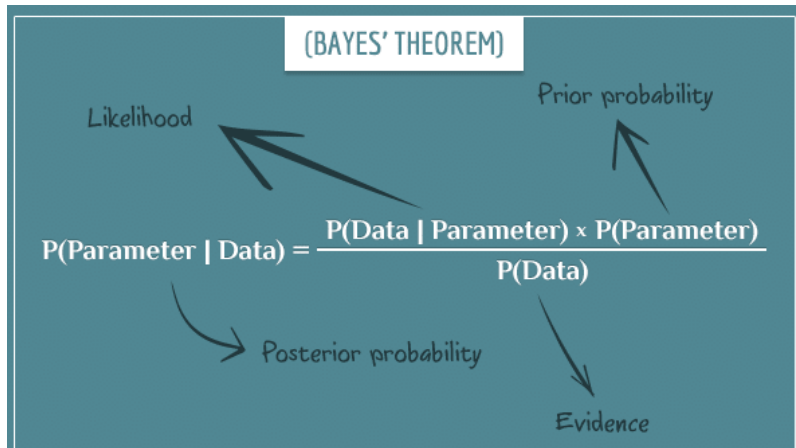 (BAYES’ THEOREM)
Prior probability
Likelihood
P(Data | Parameter) x P(Parameter)
P(Parameter | Data) =
P(Data)
Posterior probability
Evidence